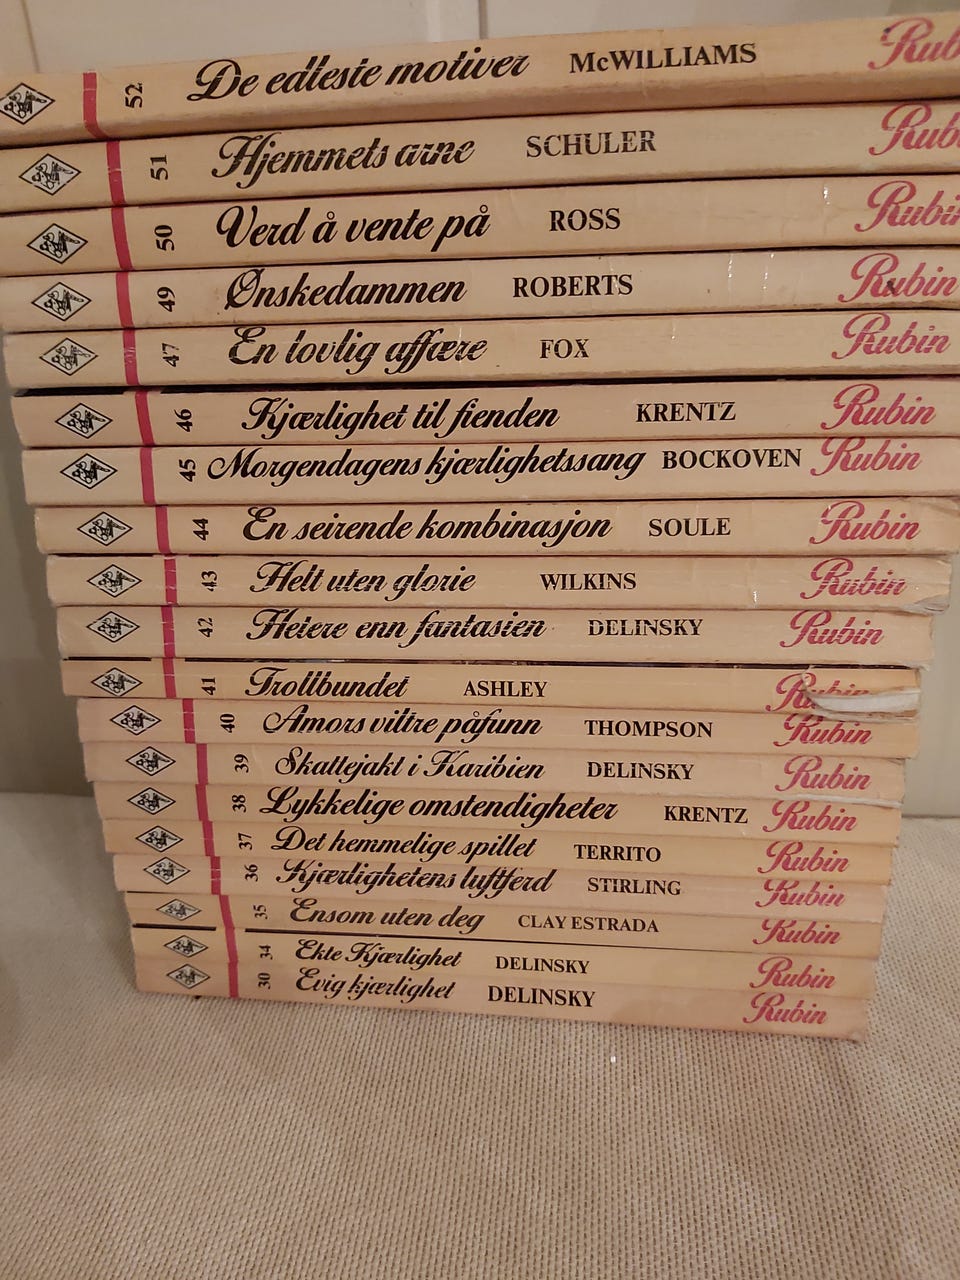 52 De edleste motiver McWILLIAMS Rub
51 Hjemmets arne SCHULER Rub
50 Verd å vente på ROSS Rubi
49 Ønskedammen ROBERTS Rubin
47 En lovlig affære FOX Rubin
46 Kjærlighet til fienden KRENTZ Rubin
45 Morgendagens kjærlighetssang BOCKOVEN Rubin
44 En seirende kombinasjon SOULE Rubin
43 Helt uten glorie WILKINS Rubin
42 Hetere enn fantasien DELINSKY Rubin
41 Trollbundet ASHLEY Rubin
40 Amors viltre påfunn THOMPSON Rubin
39 Skattejakt i Karibien DELINSKY Rubin
38 Lykkelige omstendigheter KRENTZ Rubin
37 Det hemmelige spillet TERRITO Rubin
36 Kjærlighetens luftferd STIRLING Rubin
35 Ensom uten deg CLAY ESTRADA Rubin
34 Ekte Kjærlighet DELINSKY Rubin
30 Evig kjærlighet DELINSKY Rubin